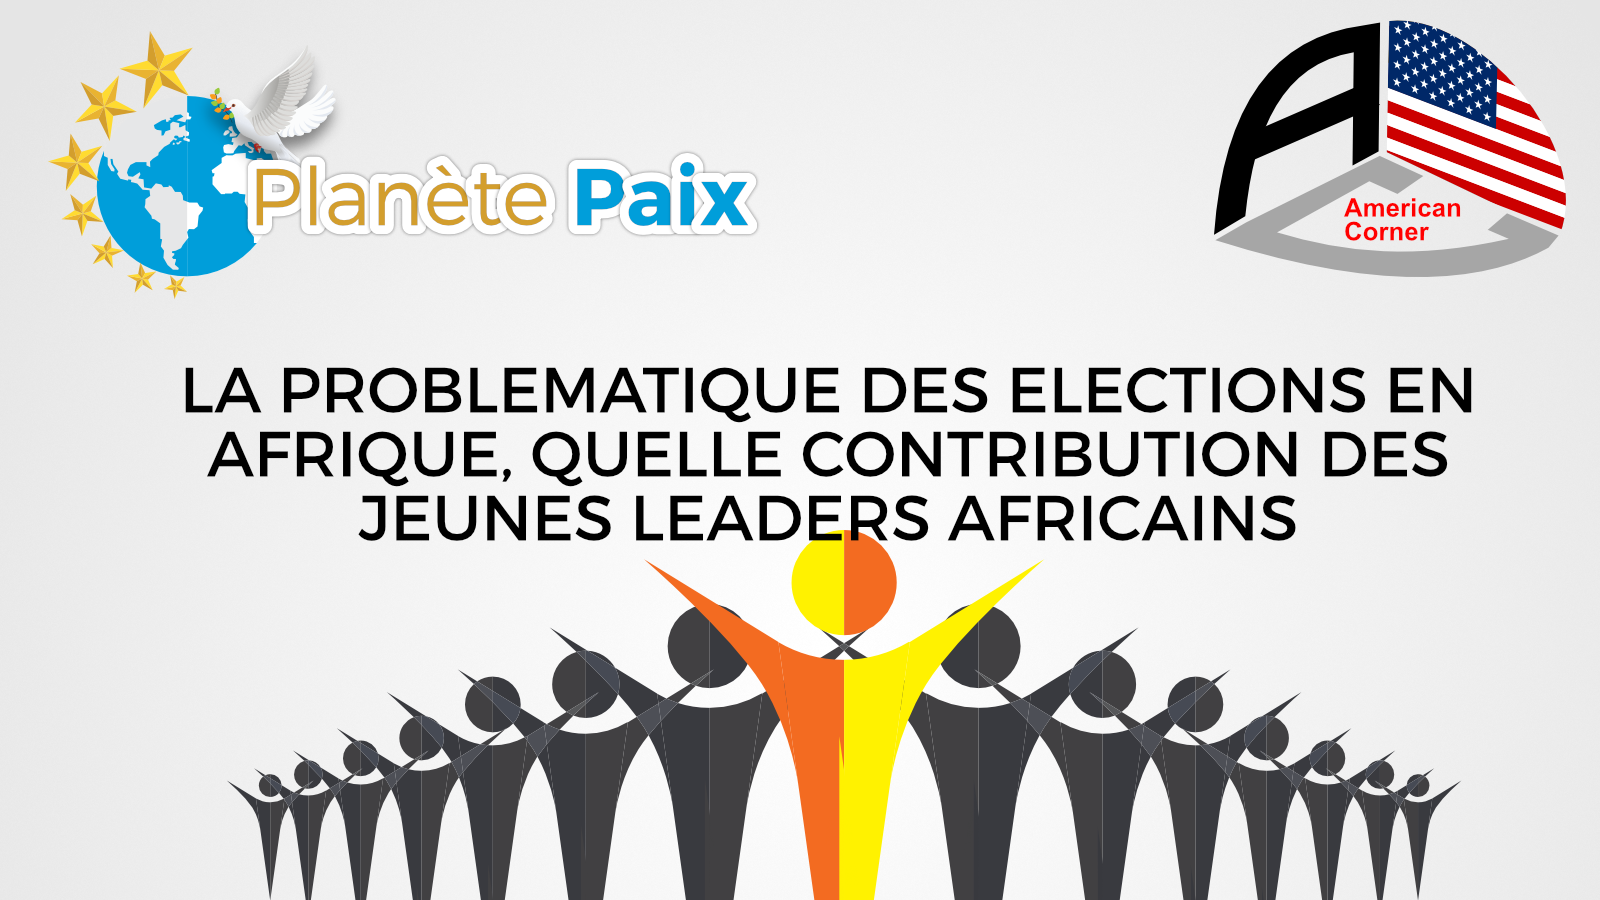 Planète Paix
American
Corner
LA PROBLEMATIQUE DES ELECTIONS EN
AFRIQUE, QUELLE CONTRIBUTION DES
JEUNES LEADERS AFRICAINS